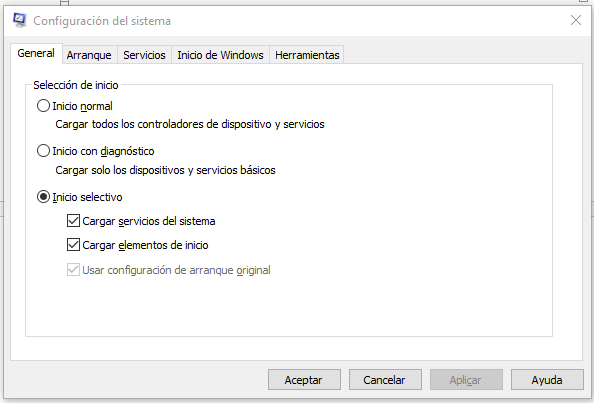 Configuración del sistema
General Arranque Servicios Inicio de Windows Herramientas
Selección de inicio
Inicio normal
Cargar todos los controladores de dispositivo y servicios
Inicio con diagnóstico
Cargar solo los dispositivos y servicios básicos
Inicio selectivo
Cargar servicios del sistema
Cargar elementos de inicio
Usar configuración de arranque original
Aceptar Cancelar Aplicar Ayuda